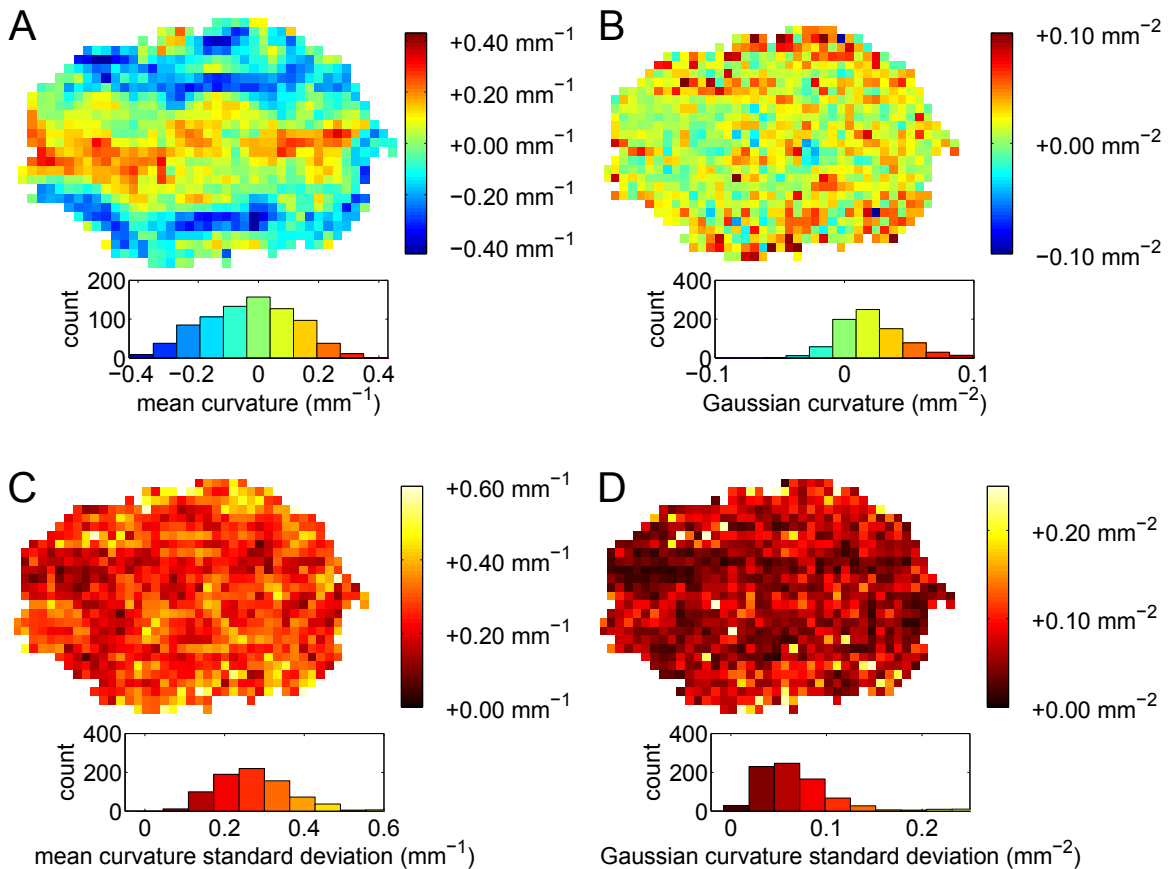 A
+0.40 mm⁻¹
+0.20 mm⁻¹
+0.00 mm⁻¹
−0.20 mm⁻¹
−0.40 mm⁻¹
200
100
0
count
−0.4
−0.2
0
0.2
0.4
mean curvature (mm⁻¹)
B
+0.10 mm⁻²
+0.00 mm⁻²
−0.10 mm⁻²
400
200
0
count
−0.1
0
0.1
Gaussian curvature (mm⁻²)
C
+0.60 mm⁻¹
+0.40 mm⁻¹
+0.20 mm⁻¹
+0.00 mm⁻¹
400
200
0
count
0
0.2
0.4
0.6
mean curvature standard deviation (mm⁻¹)
D
+0.20 mm⁻²
+0.10 mm⁻²
+0.00 mm⁻²
400
200
0
count
0
0.1
0.2
Gaussian curvature standard deviation (mm⁻²)